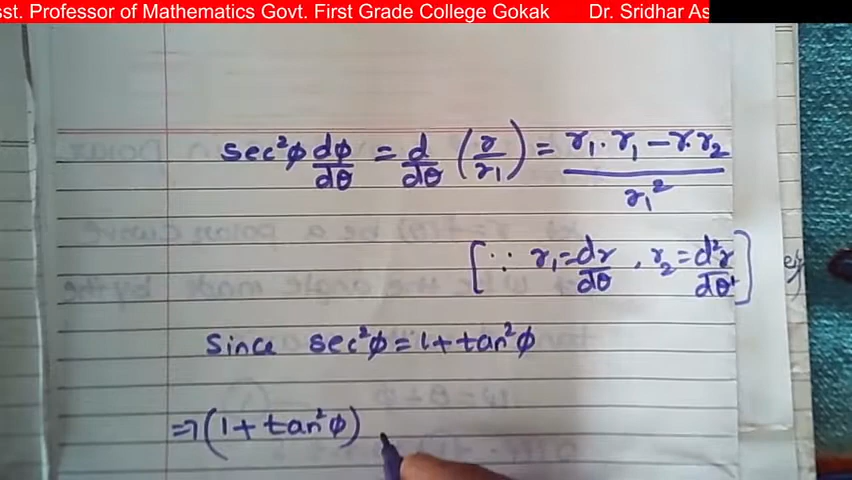 sst. Professor of Mathematics Govt. First Grade College Gokak Dr. Sridhar As
sec²φ dφ/dθ = d/dθ (r/r₁) = (r₁·r₁ − r·r₂)/r₁²
[∵ r₁ = dr/dθ, r₂ = d²r/dθ²]
Since sec²φ = 1 + tan²φ
⇒ (1 + tan²φ)